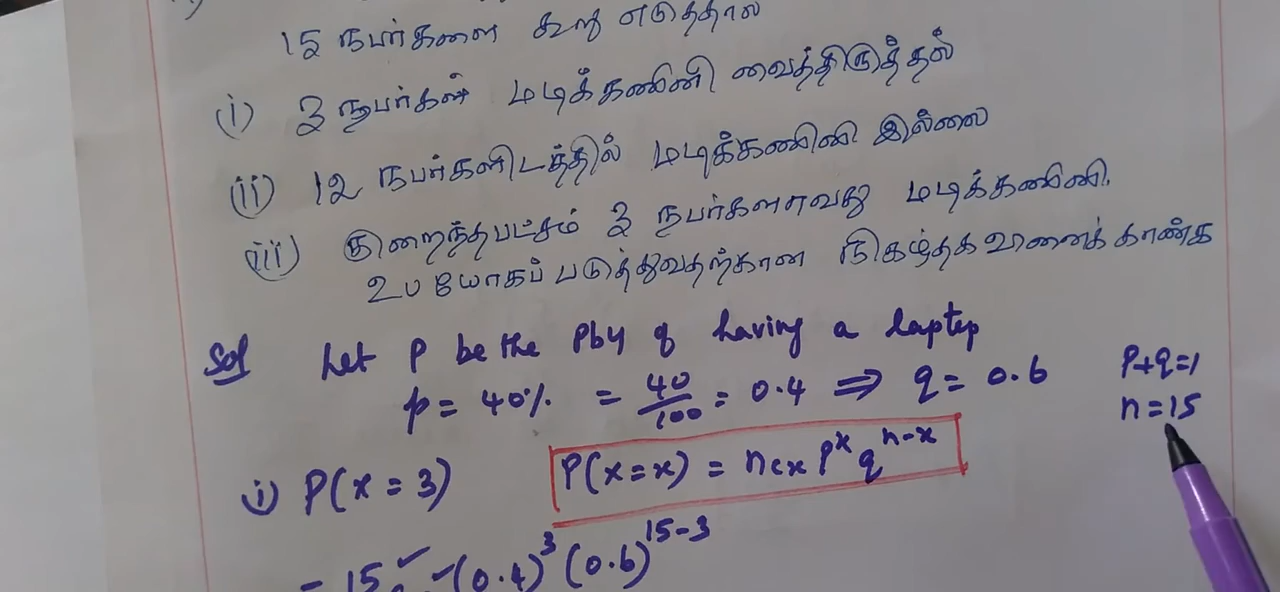 15 நபர்களை கூறு எடுத்தால்
i) 3 நபர்கள் மடிக்கணினி வைத்திருத்தல்
ii) 12 நபர்களிடத்தில் மடிக்கணினி இல்லை
iii) குறைந்தபட்சம் 3 நபர்களாவது மடிக்கணினி
உபயோகப் படுத்துவதற்கான நிகழ்தகவினைக் காண்க
Sol Let P be the Pby of having a laptop
p = 40% = 40/100 = 0.4 ⇒ q = 0.6
P+q=1
n=15
i) P(x = 3) P(x=x) = ncx p^x q^n-x
= 15 (0.4)^3 (0.6)^15-3